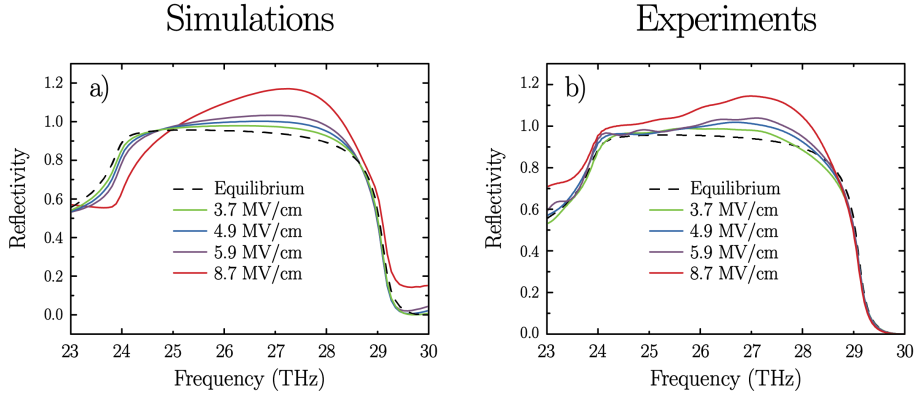 Simulations
Experiments
a)
1.2
1.0
0.8
0.6
0.4
0.2
0.0
Reflectivity
Equilibrium
3.7 MV/cm
4.9 MV/cm
5.9 MV/cm
8.7 MV/cm
23 24 25 26 27 28 29 30
Frequency (THz)
b)
1.2
1.0
0.8
0.6
0.4
0.2
0.0
Reflectivity
Equilibrium
3.7 MV/cm
4.9 MV/cm
5.9 MV/cm
8.7 MV/cm
23 24 25 26 27 28 29 30
Frequency (THz)